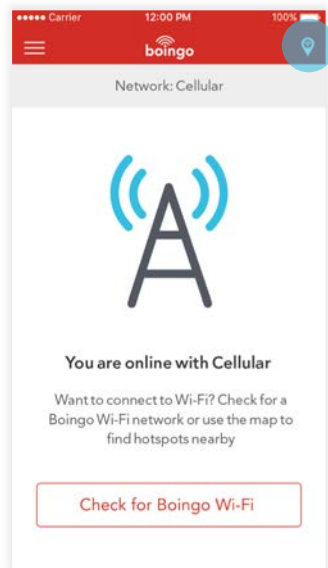 Carrier 12:00 PM 100%
boingo
Network: Cellular
You are online with Cellular
Want to connect to Wi-Fi? Check for a
Boingo Wi-Fi network or use the map to
find hotspots nearby
Check for Boingo Wi-Fi